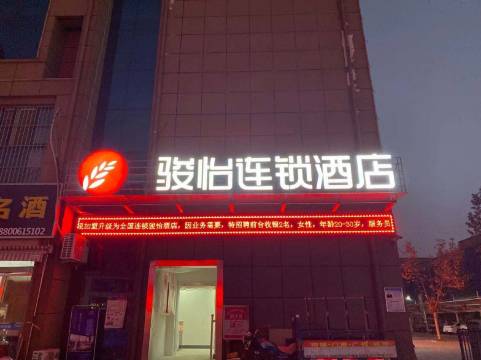 骏怡连锁酒店
名酒
8800615102
现加盟升级为全国连锁骏怡酒店，因业务需要，特招聘前台收银2名，女性，年龄20-30岁，服务员